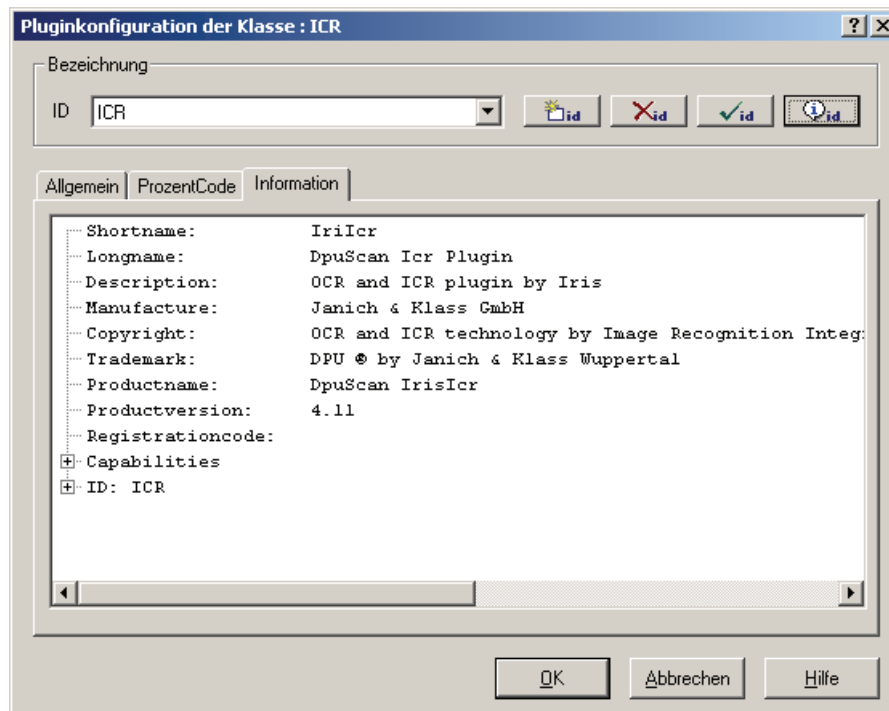 Pluginkonfiguration der Klasse : ICR
Bezeichnung
ID ICR id id id id
Allgemein ProzentCode Information
Shortname: IriIcr
Longname: DpuScan Icr Plugin
Description: OCR and ICR plugin by Iris
Manufacture: Janich & Klass GmbH
Copyright: OCR and ICR technology by Image Recognition Integ
Trademark: DPU ® by Janich & Klass Wuppertal
Productname: DpuScan IrisIcr
Productversion: 4.11
Registrationcode:
Capabilities
ID: ICR
OK Abbrechen Hilfe